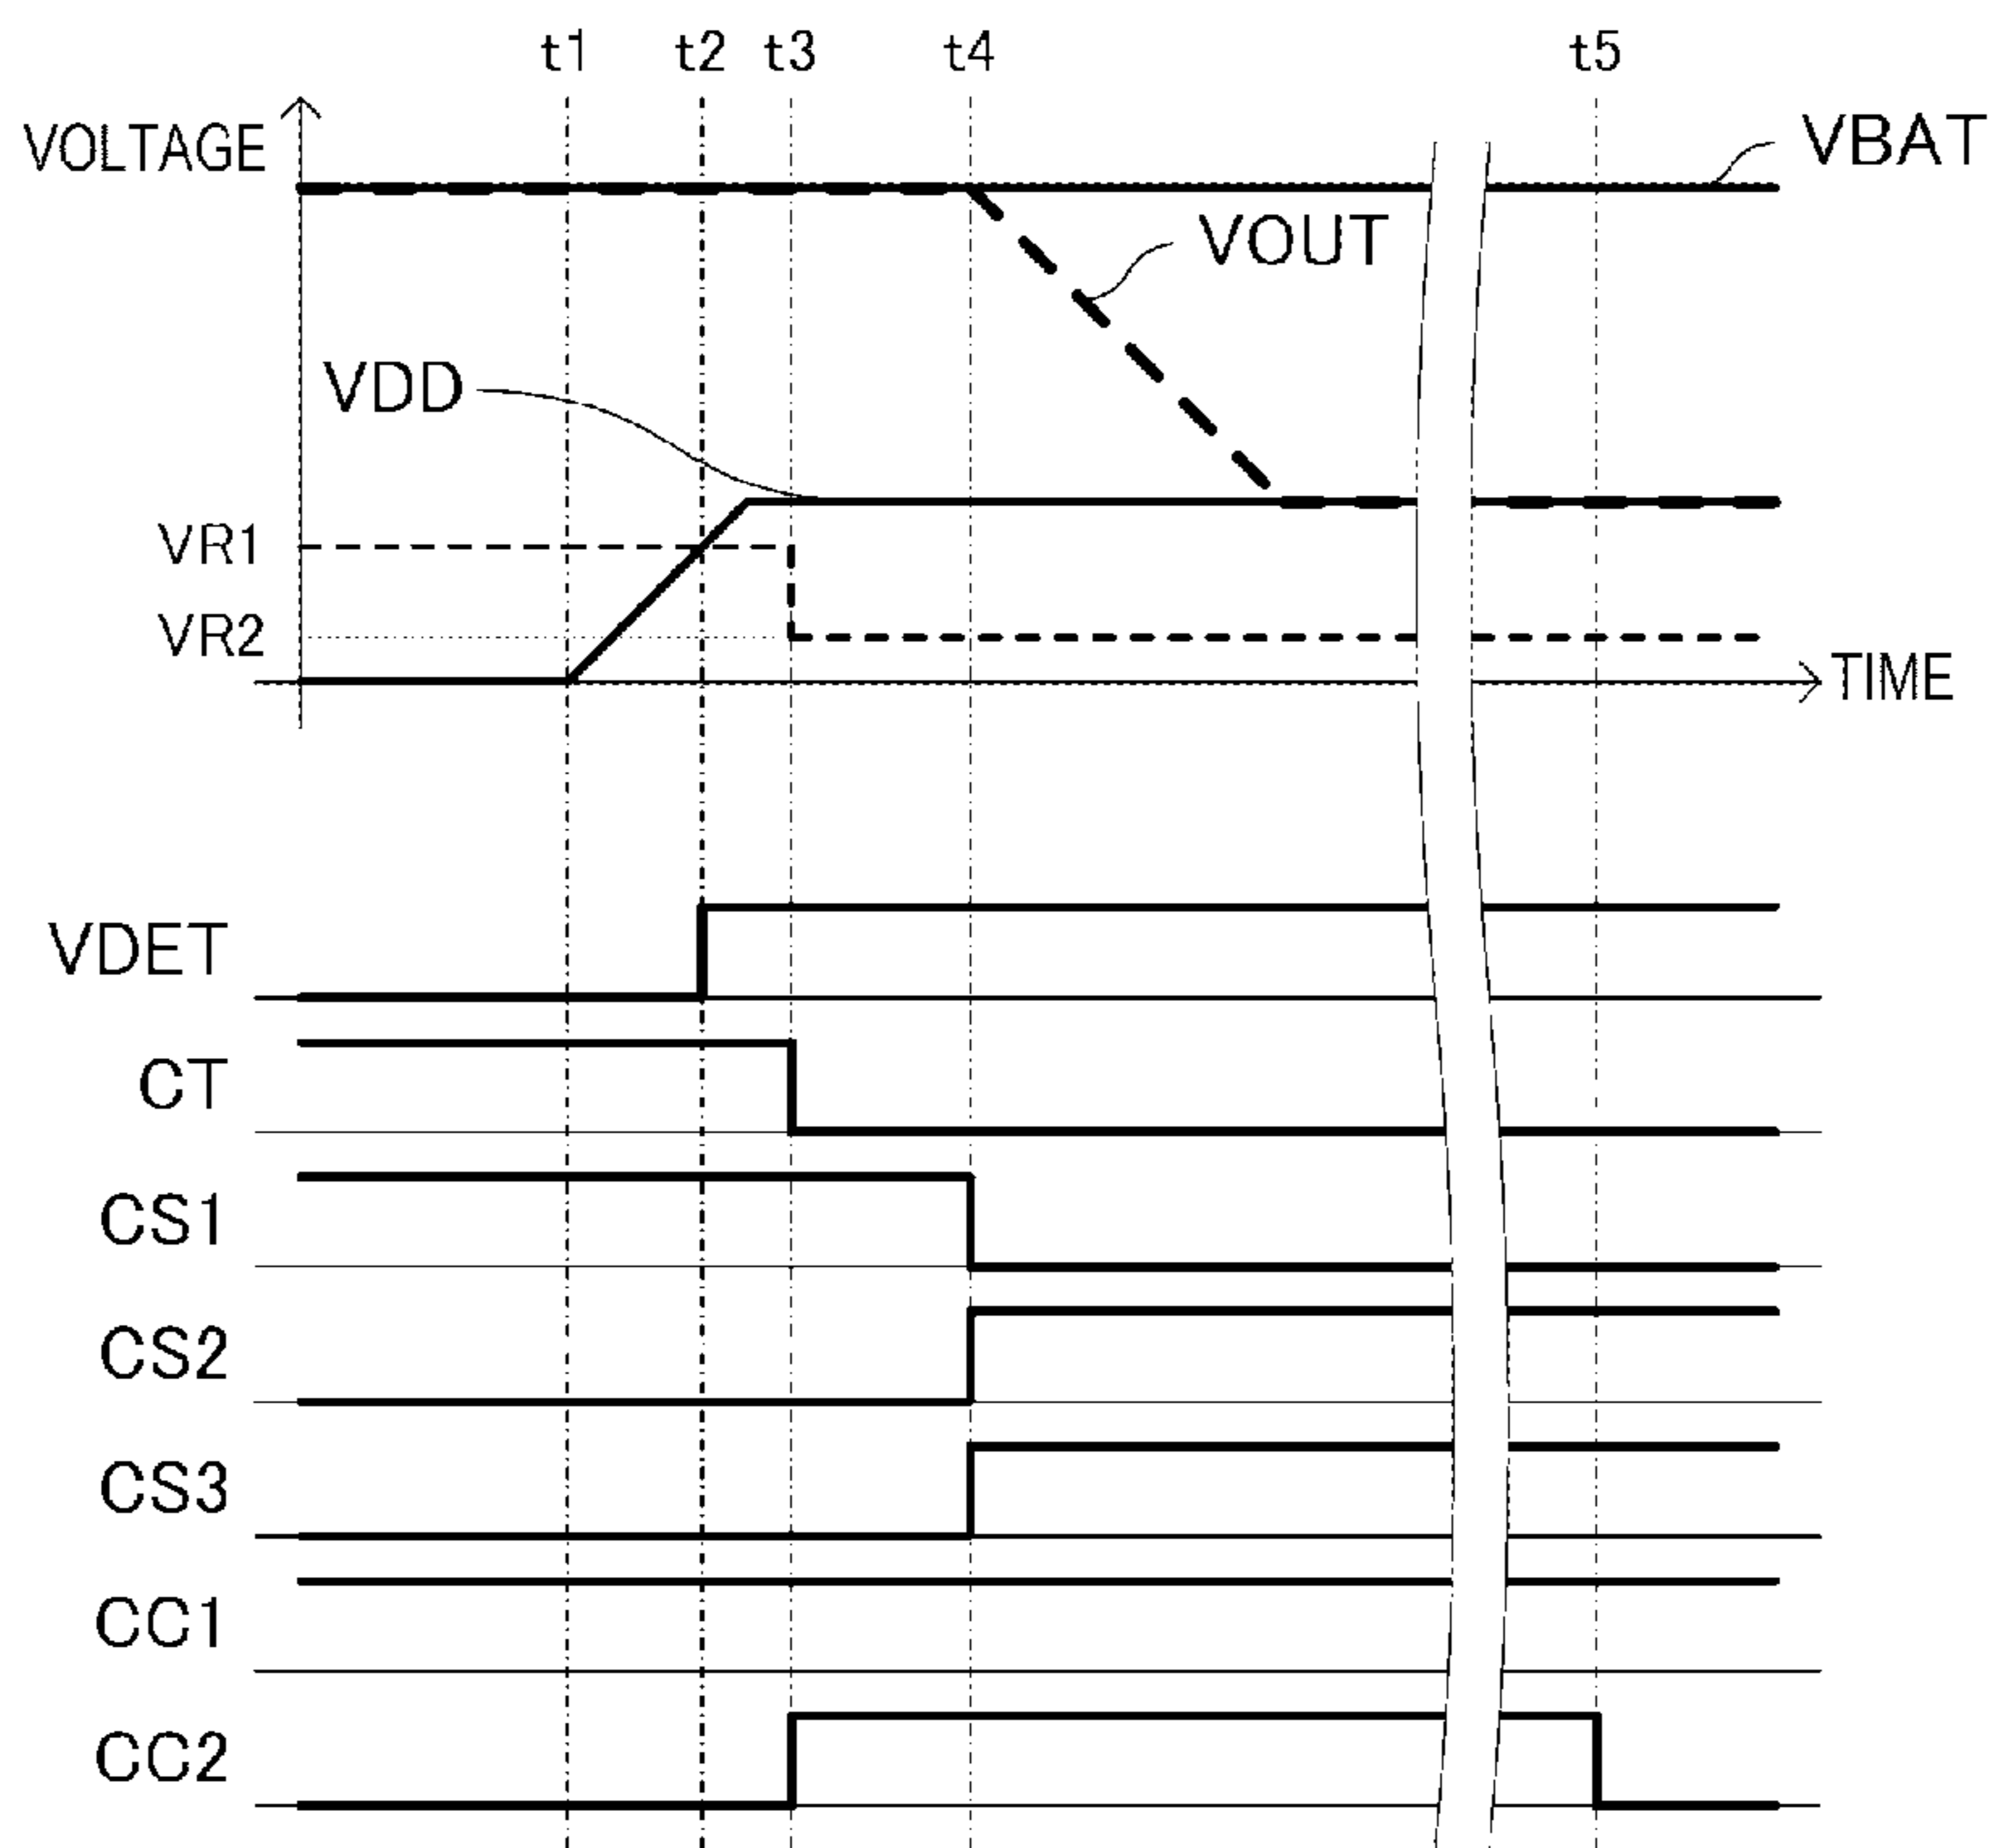 t1 t2 t3 t4 t5
VOLTAGE
VBAT
VOUT
VDD
VR1
VR2
TIME
VDET
CT
CS1
CS2
CS3
CC1
CC2